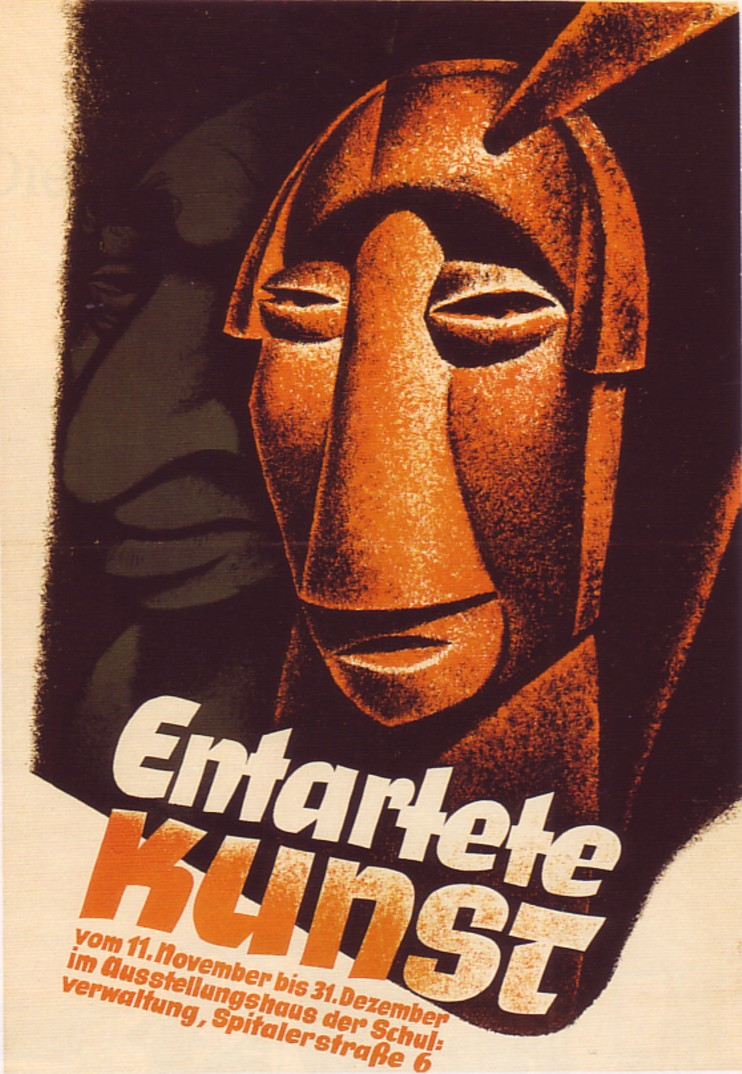 Entartete
Kunst
vom 11. November bis 31. Dezember
im Ausstellungshaus der Schul:
verwaltung, Spitalerstraße 6